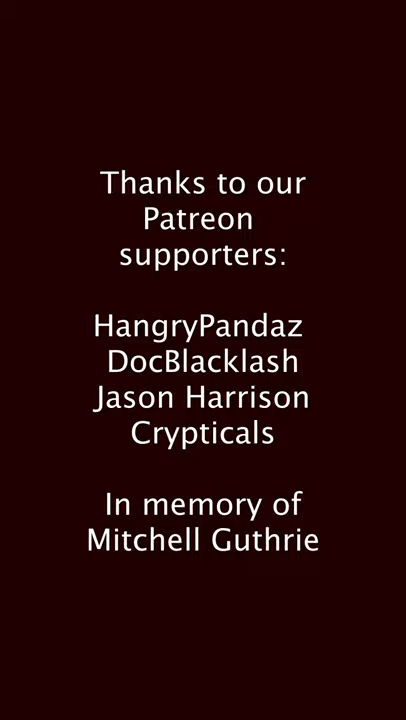 Thanks to our
Patreon
supporters:
HangryPandaz
DocBlacklash
Jason Harrison
Crypticals
In memory of
Mitchell Guthrie